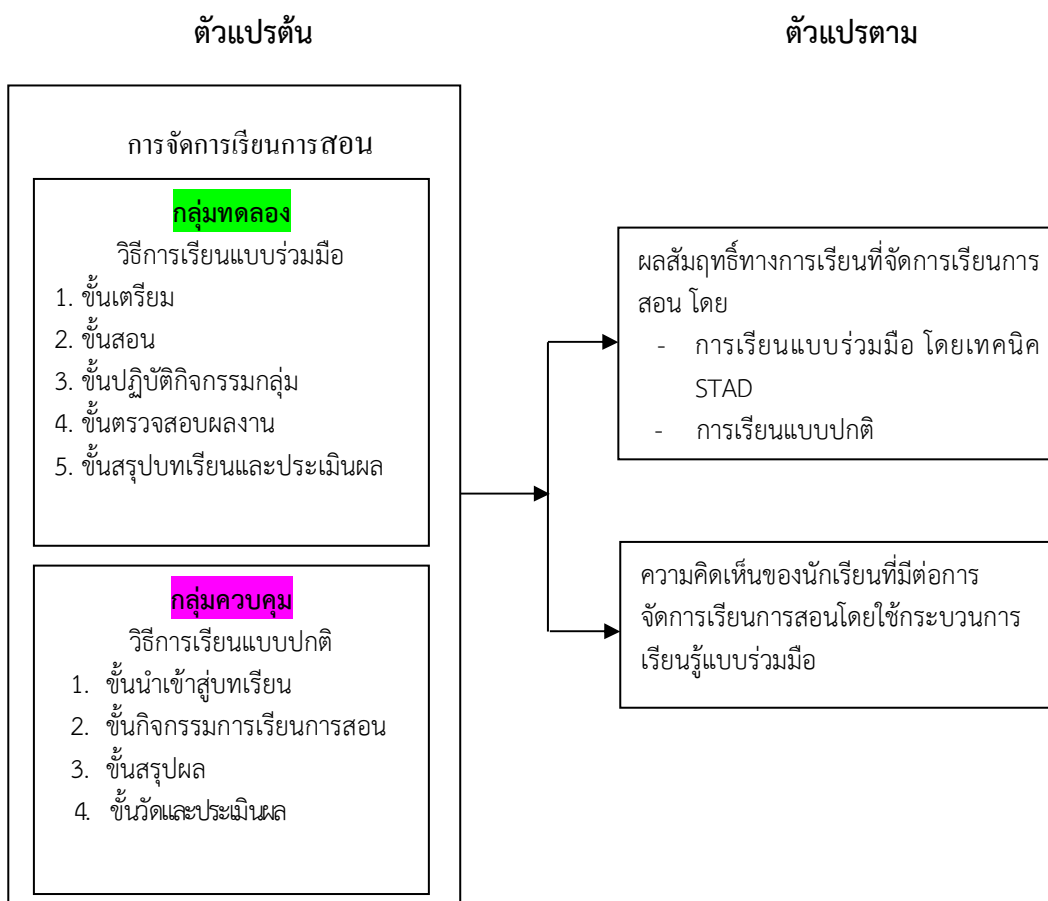 ตัวแปรต้น
ตัวแปรตาม
การจัดการเรียนการสอน
กลุ่มทดลอง
วิธีการเรียนแบบร่วมมือ
1. ขั้นเตรียม
2. ขั้นสอน
3. ขั้นปฏิบัติกิจกรรมกลุ่ม
4. ขั้นตรวจสอบผลงาน
5. ขั้นสรุปบทเรียนและประเมินผล
กลุ่มควบคุม
วิธีการเรียนแบบปกติ
1. ขั้นนำเข้าสู่บทเรียน
2. ขั้นกิจกรรมการเรียนการสอน
3. ขั้นสรุปผล
4. ขั้นวัดและประเมินผล
ผลสัมฤทธิ์ทางการเรียนที่จัดการเรียนการ
สอน โดย
- การเรียนแบบร่วมมือ โดยเทคนิค
STAD
- การเรียนแบบปกติ
ความคิดเห็นของนักเรียนที่มีต่อการ
จัดการเรียนการสอนโดยใช้กระบวนการ
เรียนรู้แบบร่วมมือ